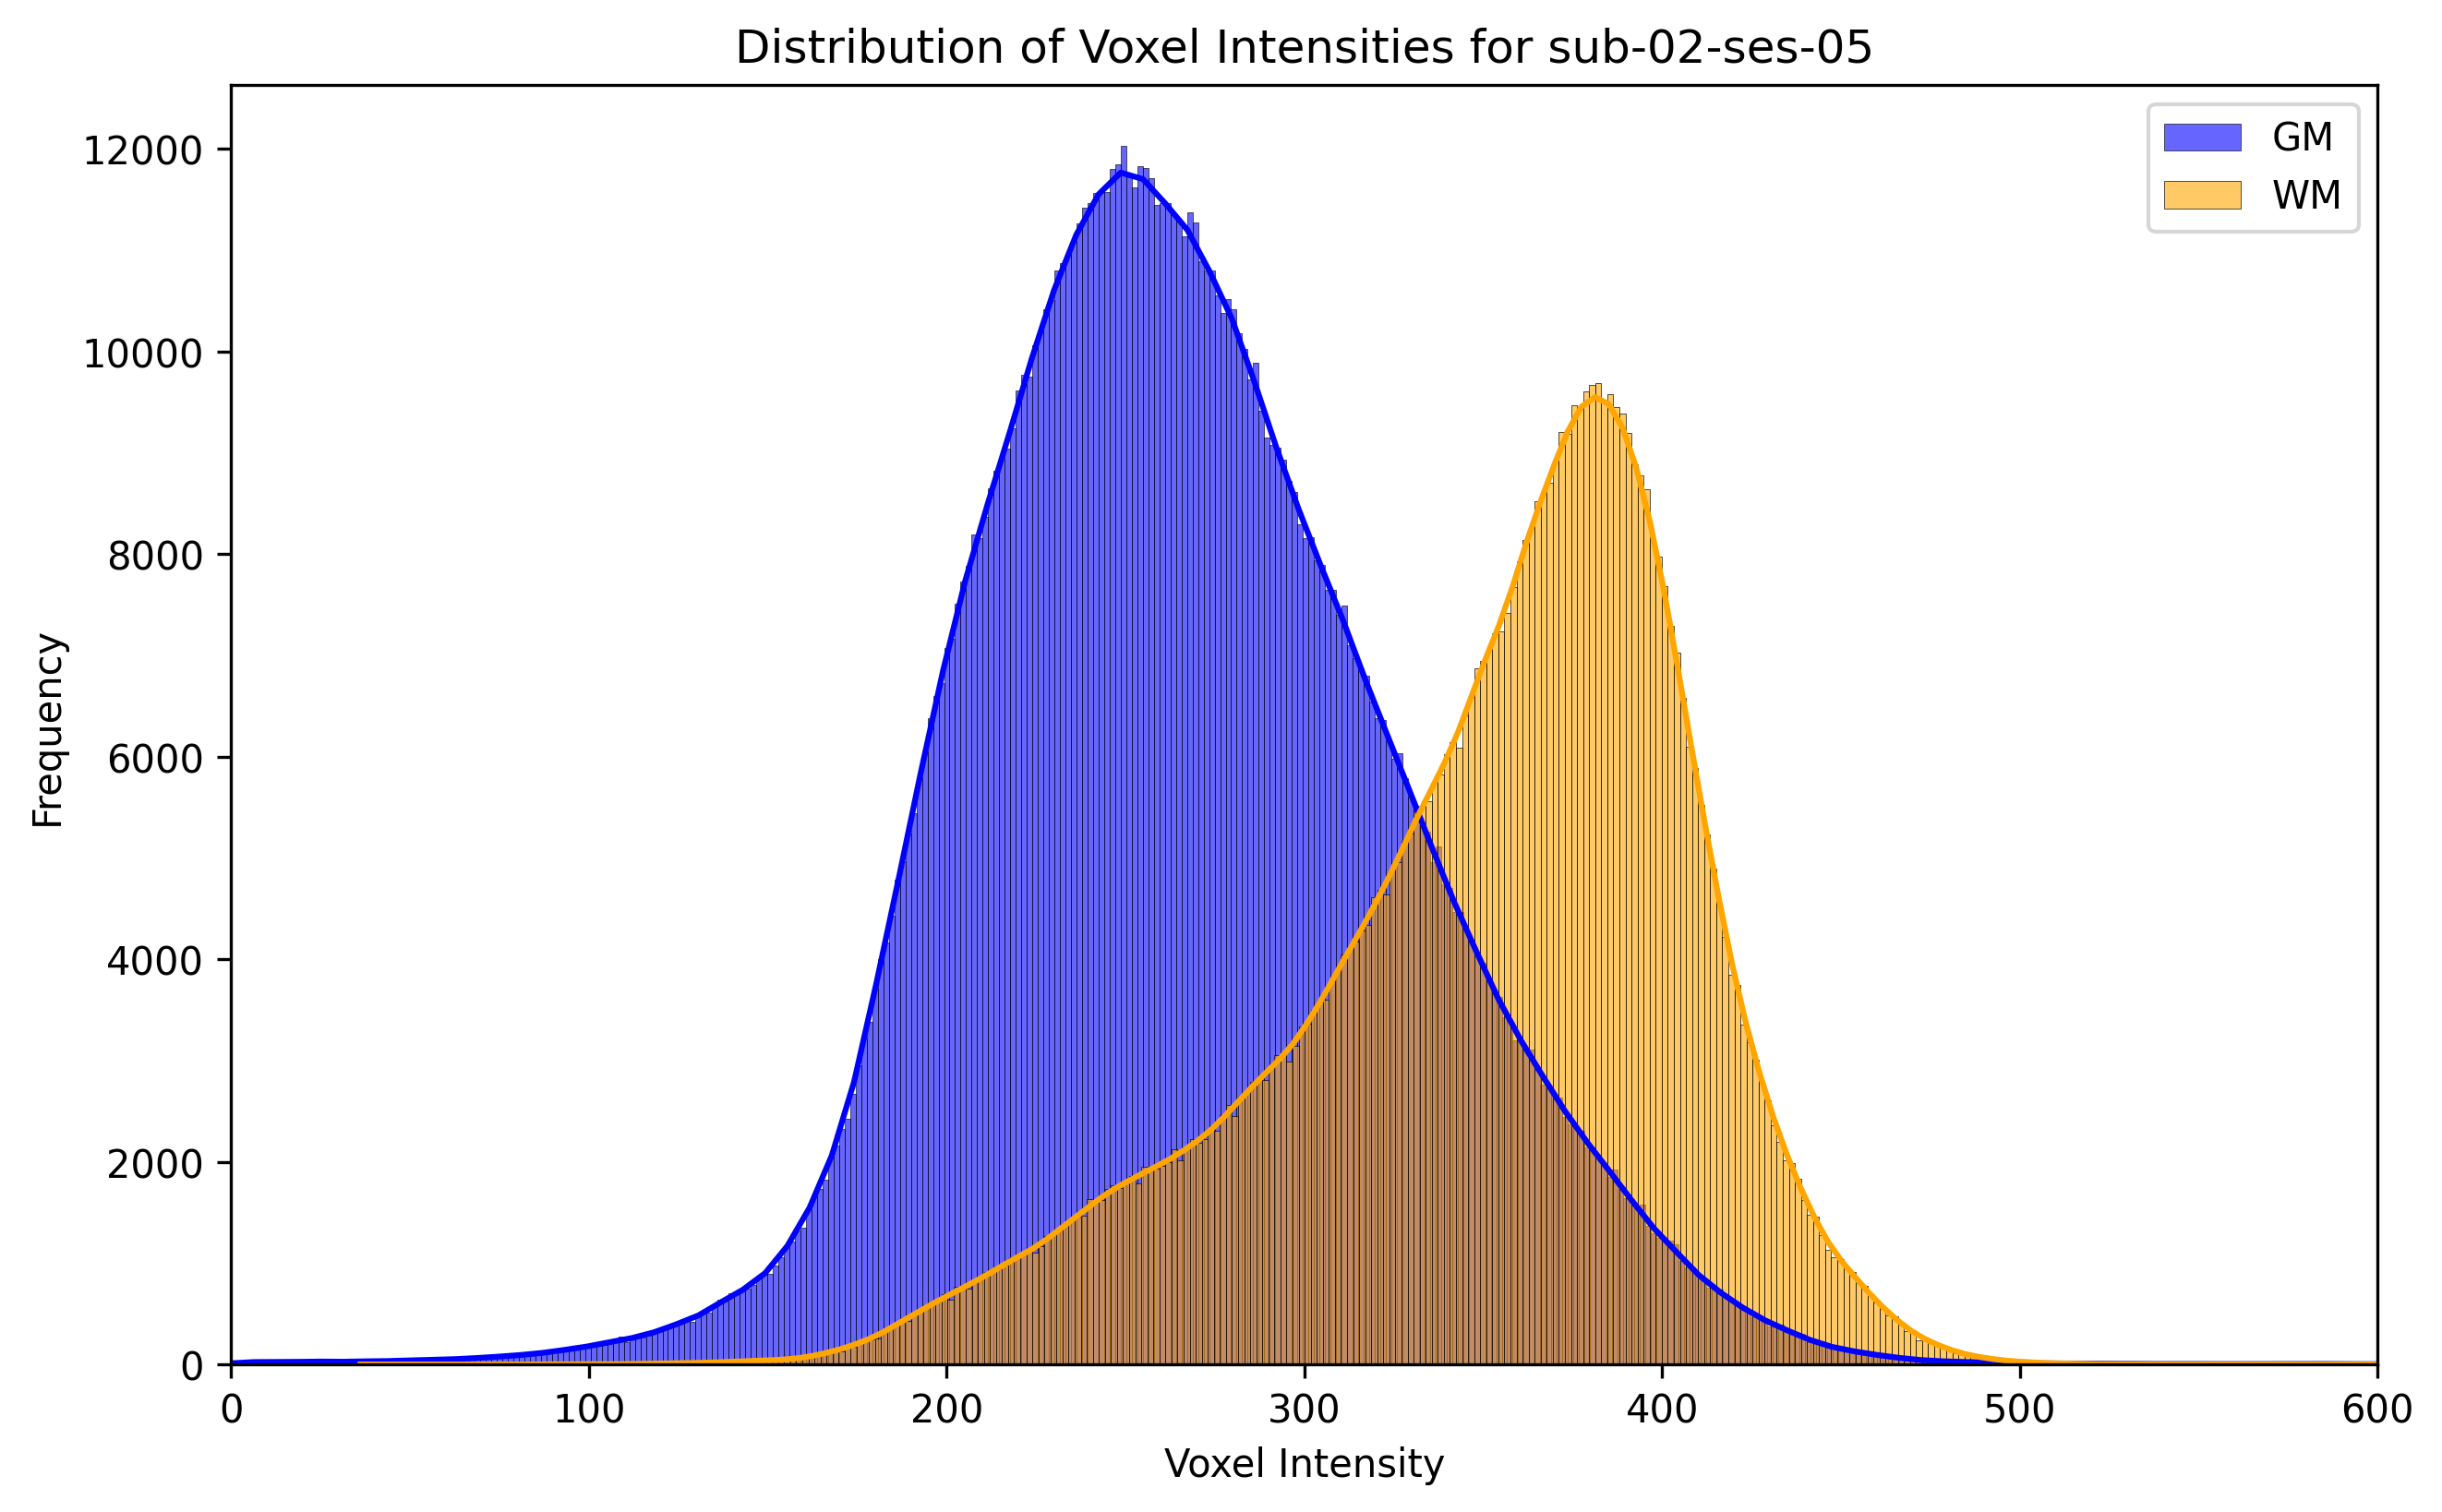 Distribution of Voxel Intensities for sub-02-ses-05
GM
WM
12000
10000
8000
6000
4000
2000
0
Frequency
0 100 200 300 400 500 600
Voxel Intensity